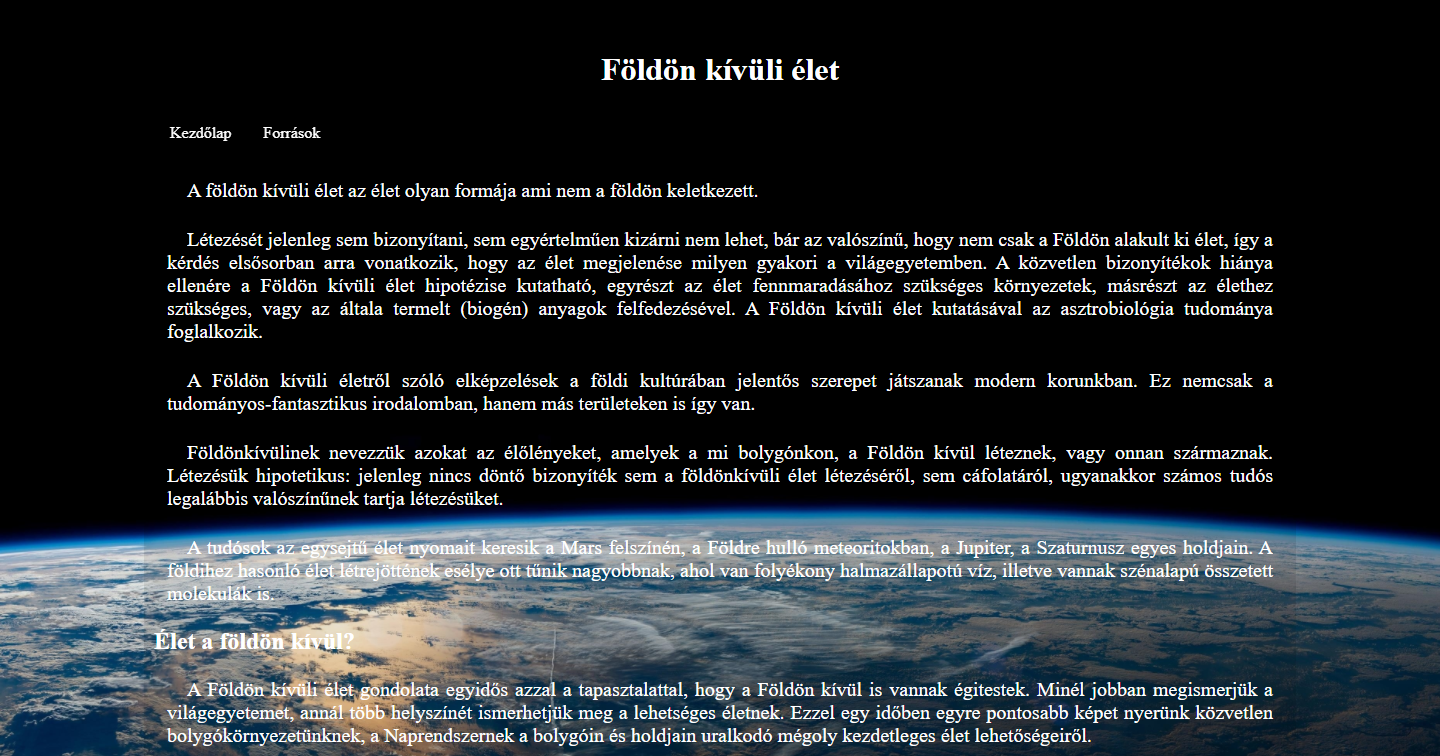 Földön kívüli élet
Kezdőlap Források
A földön kívüli élet az élet olyan formája ami nem a földön keletkezett.
Létezését jelenleg sem bizonyítani, sem egyértelműen kizárni nem lehet, bár az valószínű, hogy nem csak a Földön alakult ki élet, így a
kérdés elsősorban arra vonatkozik, hogy az élet megjelenése milyen gyakori a világegyetemben. A közvetlen bizonyítékok hiánya
ellenére a Földön kívüli élet hipotézise kutatható, egyrészt az élet fennmaradásához szükséges környezetek, másrészt az élethez
szükséges, vagy az általa termelt (biogén) anyagok felfedezésével. A Földön kívüli élet kutatásával az asztrobiológia tudománya
foglalkozik.
A Földön kívüli életről szóló elképzelések a földi kultúrában jelentős szerepet játszanak modern korunkban. Ez nemcsak a
tudományos-fantasztikus irodalomban, hanem más területeken is így van.
Földönkívülinek nevezzük azokat az élőlényeket, amelyek a mi bolygónkon, a Földön kívül léteznek, vagy onnan származnak.
Létezésük hipotetikus: jelenleg nincs döntő bizonyíték sem a földönkívüli élet létezéséről, sem cáfolatáról, ugyanakkor számos tudós
legalábbis valószínűnek tartja létezésüket.
A tudósok az egysejtű élet nyomait keresik a Mars felszínén, a Földre hulló meteoritokban, a Jupiter, a Szaturnusz egyes holdjain. A
földihez hasonló élet létrejöttének esélye ott tűnik nagyobbnak, ahol van folyékony halmazállapotú víz, illetve vannak szénalapú összetett
molekulák is.
Élet a földön kívül?
A Földön kívüli élet gondolata egyidős azzal a tapasztalattal, hogy a Földön kívül is vannak égitestek. Minél jobban megismerjük a
világegyetemet, annál több helyszínét ismerhetjük meg a lehetséges életnek. Ezzel egy időben egyre pontosabb képet nyerünk közvetlen
bolygókörnyezetünknek, a Naprendszernek a bolygóin és holdjain uralkodó mégoly kezdetleges élet lehetőségeiről.